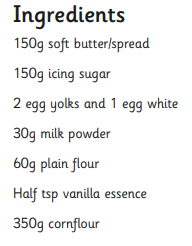 Ingredients
150g soft butter/spread
150g icing sugar
2 egg yolks and 1 egg white
30g milk powder
60g plain flour
Half tsp vanilla essence
350g cornflour